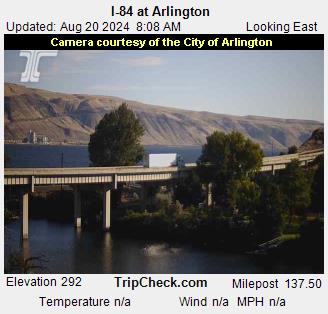 I-84 at Arlington
Updated: Aug 20 2024 8:08 AM Looking East
Camera courtesy of the City of Arlington
Elevation 292 TripCheck.com Milepost 137.50
Temperature n/a Wind n/a MPH n/a